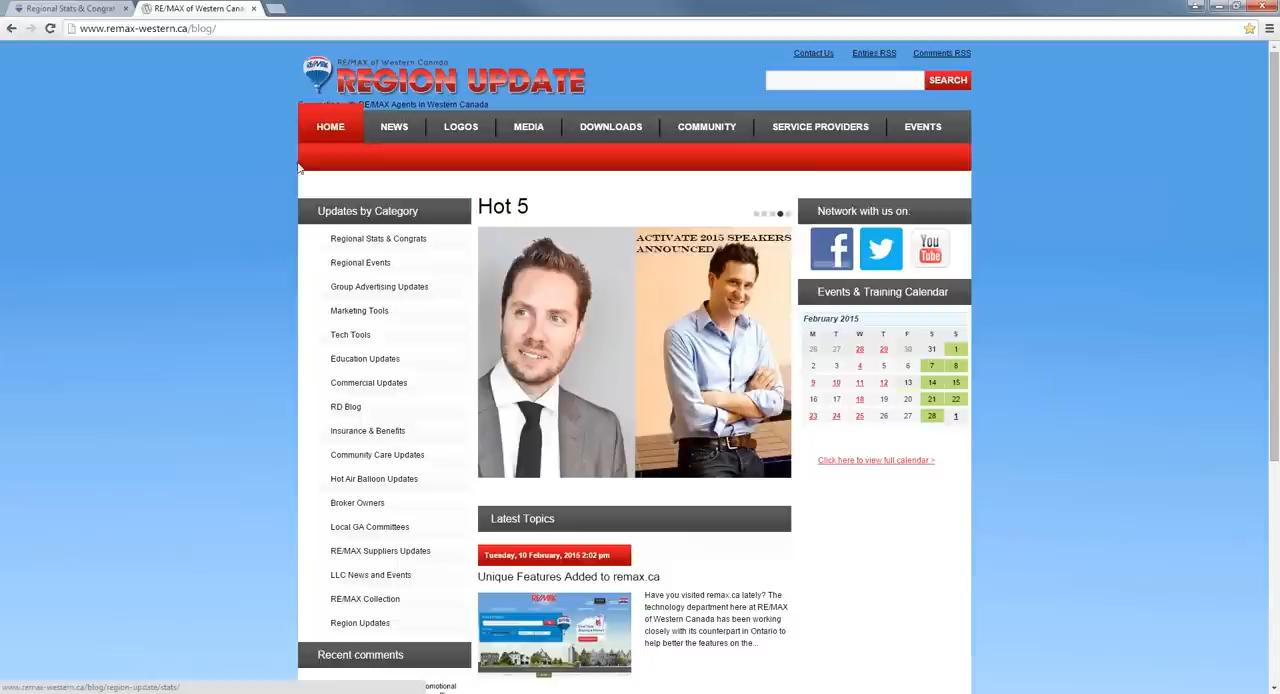 Regional Stats & Congrat
RE/MAX of Western Cana
www.remax-western.ca/blog/
Contact Us
Entries RSS
Comments RSS
RE/MAX of Western Canada
REGION UPDATE
RE/MAX Agents in Western Canada
SEARCH
HOME
NEWS
LOGOS
MEDIA
DOWNLOADS
COMMUNITY
SERVICE PROVIDERS
EVENTS
Updates by Category
Regional Stats & Congrats
Regional Events
Group Advertising Updates
Marketing Tools
Tech Tools
Education Updates
Commercial Updates
RD Blog
Insurance & Benefits
Community Care Updates
Hot Air Balloon Updates
Broker Owners
Local GA Committees
RE/MAX Suppliers Updates
LLC News and Events
RE/MAX Collection
Region Updates
Recent comments
omotional
Hot 5
ACTIVATE 2015 SPEAKERS
ANNOUNCED
Latest Topics
Tuesday, 10 February, 2015 2:02 pm
Unique Features Added to remax.ca
Have you visited remax.ca lately? The
technology department here at RE/MAX
of Western Canada has been working
closely with its counterpart in Ontario to
help better the features on the...
Network with us on:
facebook
You
Tube
Events & Training Calendar
February 2015
M T W T F S S
26 27 28 29 30 31 1
2 3 4 5 6 7 8
9 10 11 12 13 14 15
16 17 18 19 20 21 22
23 24 25 26 27 28 1
Click here to view full calendar >
www.remax-western.ca/blog/region-update/stats/